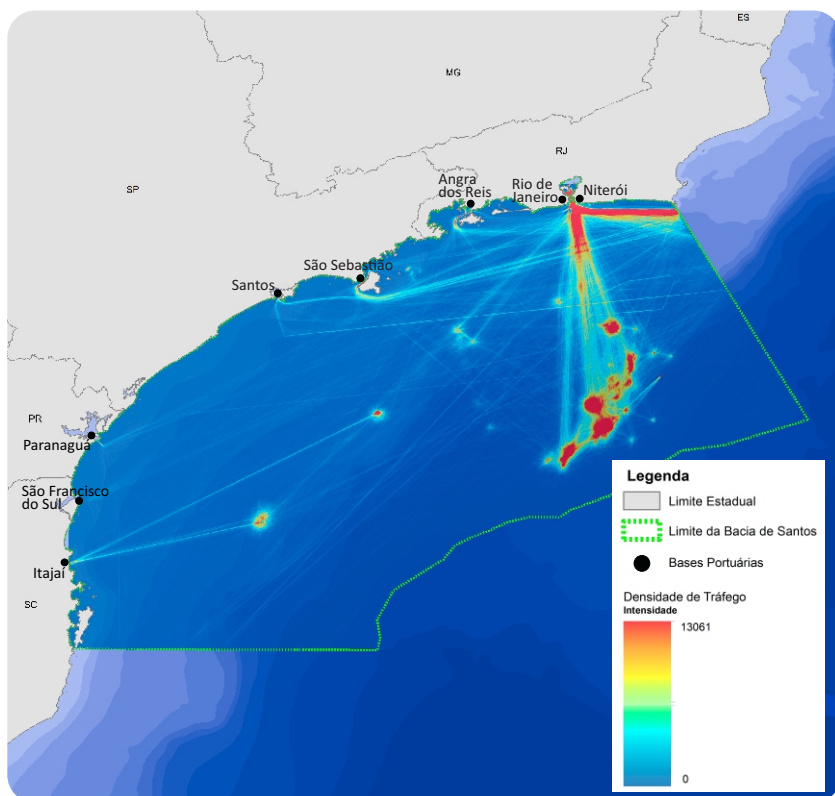 ES
MG
RJ
SP
Angra
dos Reis
Rio de
Janeiro
Niterói
São Sebastião
Santos
PR
Paranaguá
São Francisco
do Sul
Itajaí
SC
Legenda
Limite Estadual
Limite da Bacia de Santos
Bases Portuárias
Densidade de Tráfego
Intensidade
13061
0